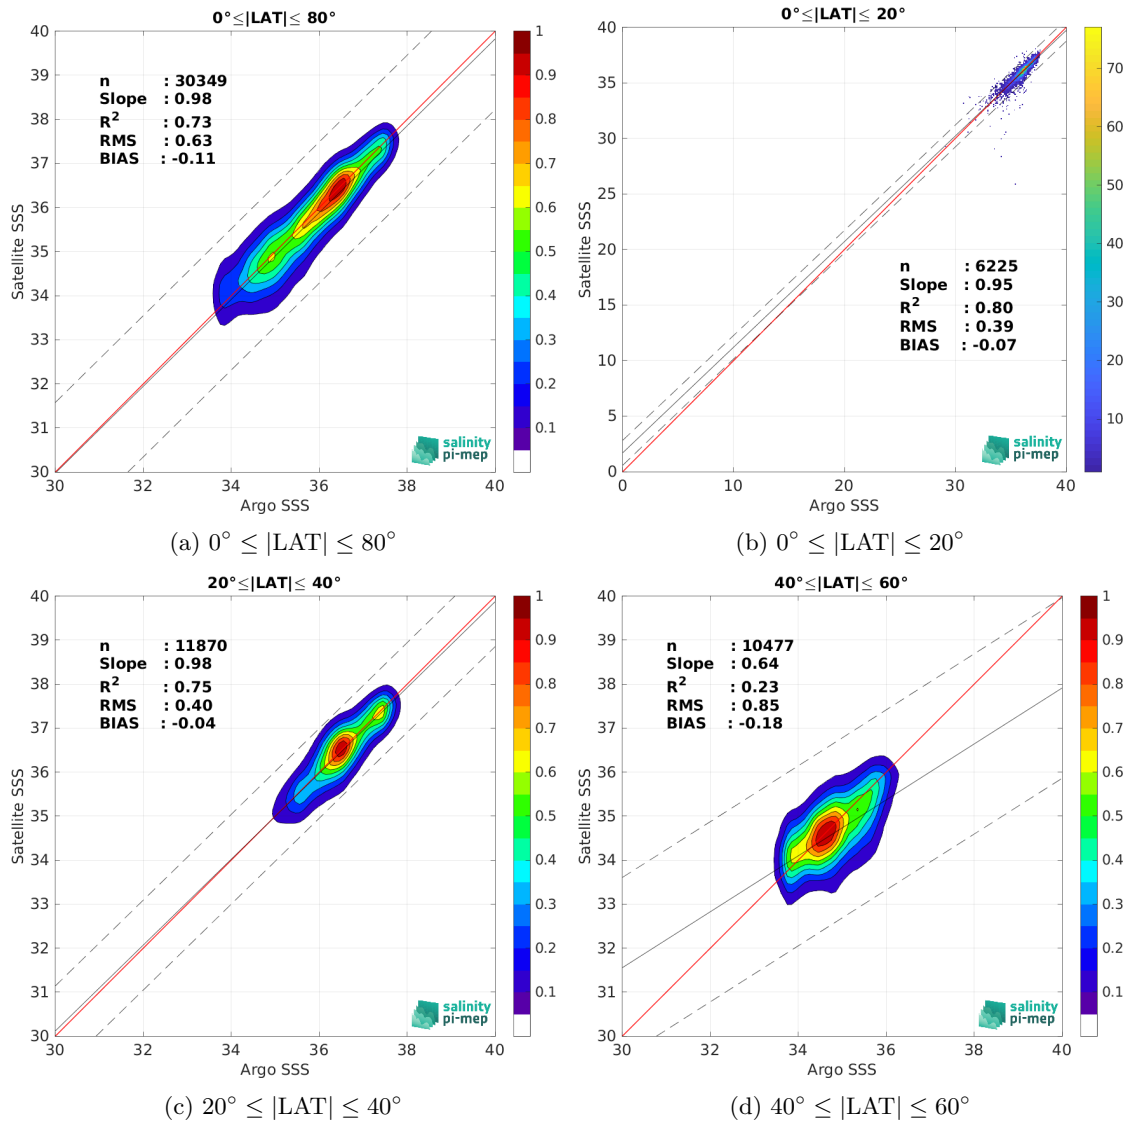 0°≤|LAT|≤ 80°
40
39
38
37
36
35
34
33
32
31
30
30 32 34 36 38 40
Satellite SSS
Argo SSS
n : 30349
Slope : 0.98
R2 : 0.73
RMS : 0.63
BIAS : -0.11
1
0.9
0.8
0.7
0.6
0.5
0.4
0.3
0.2
0.1
salinity
pi-mep
(a) 0° ≤ |LAT| ≤ 80°
0°≤|LAT|≤ 20°
40
35
30
25
20
15
10
5
0
0 10 20 30 40
Satellite SSS
Argo SSS
n : 6225
Slope : 0.95
R2 : 0.80
RMS : 0.39
BIAS : -0.07
70
60
50
40
30
20
10
salinity
pi-mep
(b) 0° ≤ |LAT| ≤ 20°
20°≤|LAT|≤ 40°
40
39
38
37
36
35
34
33
32
31
30
30 32 34 36 38 40
Satellite SSS
Argo SSS
n : 11870
Slope : 0.98
R2 : 0.75
RMS : 0.40
BIAS : -0.04
1
0.9
0.8
0.7
0.6
0.5
0.4
0.3
0.2
0.1
salinity
pi-mep
(c) 20° ≤ |LAT| ≤ 40°
40°≤|LAT|≤ 60°
40
39
38
37
36
35
34
33
32
31
30
30 32 34 36 38 40
Satellite SSS
Argo SSS
n : 10477
Slope : 0.64
R2 : 0.23
RMS : 0.85
BIAS : -0.18
1
0.9
0.8
0.7
0.6
0.5
0.4
0.3
0.2
0.1
salinity
pi-mep
(d) 40° ≤ |LAT| ≤ 60°